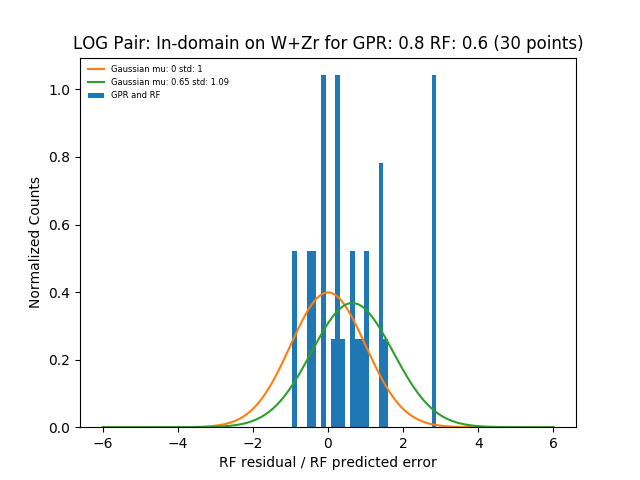 LOG Pair: In-domain on W+Zr for GPR: 0.8 RF: 0.6 (30 points)
Gaussian mu: 0 std: 1
Gaussian mu: 0.65 std: 1.09
GPR and RF
Normalized Counts
1.0
0.8
0.6
0.4
0.2
0.0
−6 −4 −2 0 2 4 6
RF residual / RF predicted error